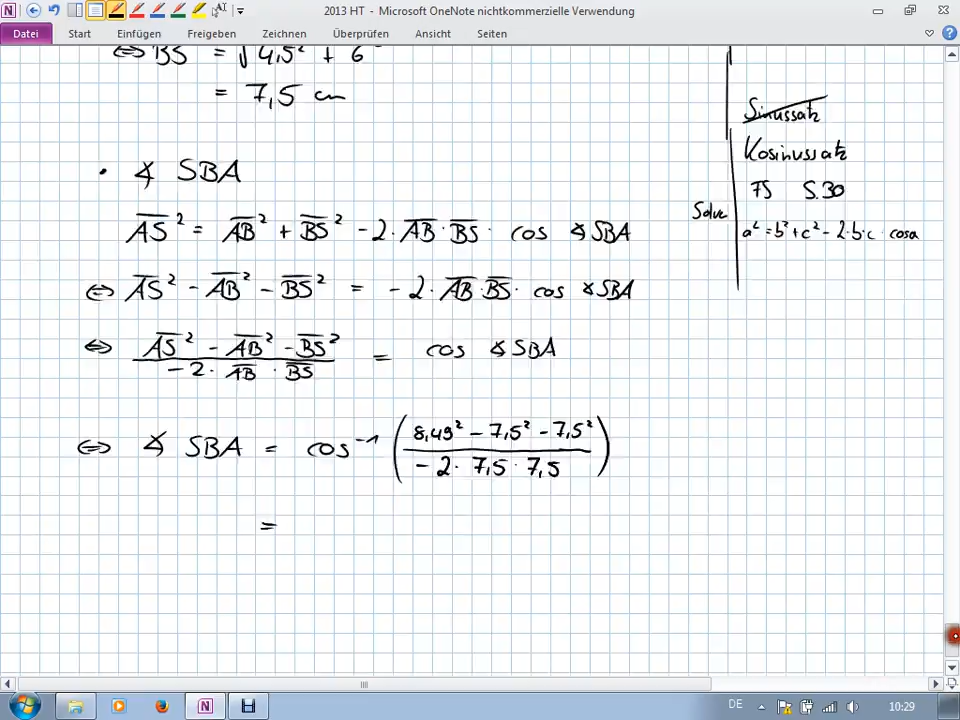 2013 HT - Microsoft OneNote nichtkommerzielle Verwendung
Datei Start Einfügen Freigeben Zeichnen Überprüfen Ansicht Seiten
⇔ BS = √4,5² + 6
= 7,5 cm
Sinussatz
Kosinussatz
FS S.30
Solve
a² = b² + c² - 2·b·c · cosα
• ∢ SBA
AS² = AB² + BS² - 2·AB·BS· cos ∢SBA
⇔ AS² - AB² - BS² = -2·AB·BS· cos ∢SBA
⇔ (AS² - AB² - BS²) / (-2·AB·BS) = cos ∢SBA
⇔ ∢ SBA = cos⁻¹ ((8,49² - 7,5² - 7,5²) / (-2·7,5·7,5))
=
DE 10:29